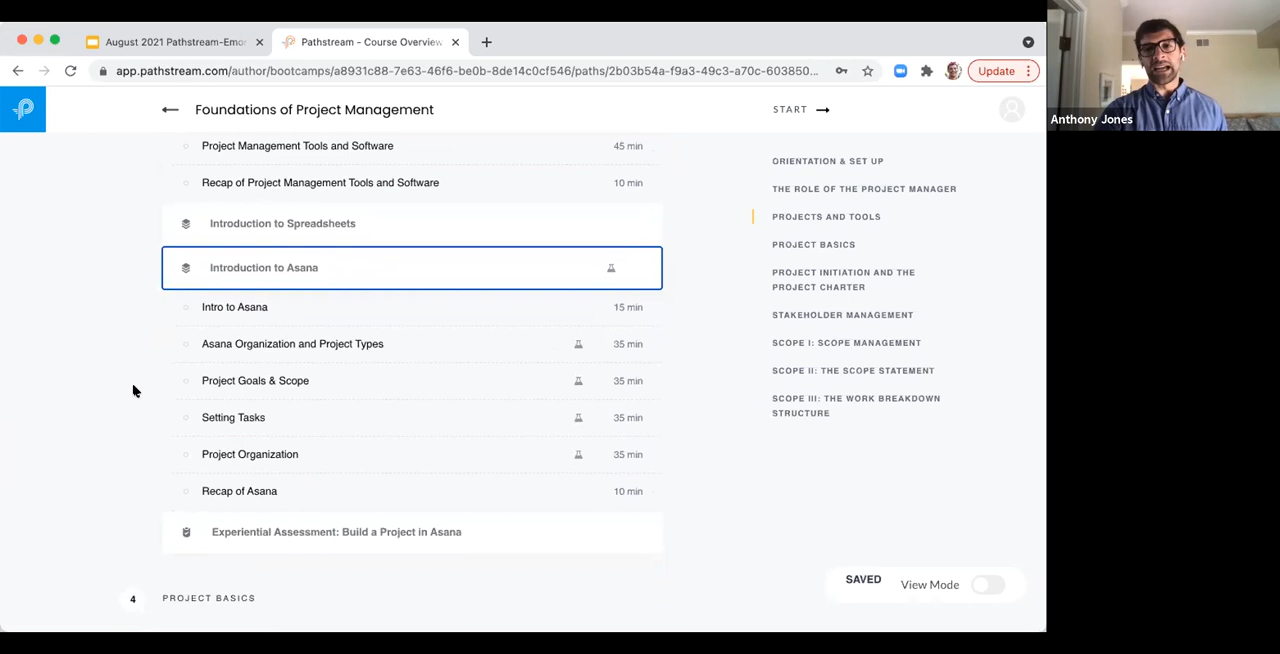 August 2021 Pathstream-Emor
Pathstream - Course Overview
app.pathstream.com/author/bootcamps/a8931c88-7e63-46f6-b90b-8de14c0cf546/paths/2b03b54a-f9a3-49c3-a70c-603850...
Update
Anthony Jones
Foundations of Project Management
START
Project Management Tools and Software 45 min
Recap of Project Management Tools and Software 10 min
Introduction to Spreadsheets
Introduction to Asana
Intro to Asana 15 min
Asana Organization and Project Types 35 min
Project Goals & Scope 35 min
Setting Tasks 35 min
Project Organization 35 min
Recap of Asana 10 min
Experiential Assessment: Build a Project in Asana
4 PROJECT BASICS
ORIENTATION & SET UP
THE ROLE OF THE PROJECT MANAGER
PROJECTS AND TOOLS
PROJECT BASICS
PROJECT INITIATION AND THE
PROJECT CHARTER
STAKEHOLDER MANAGEMENT
SCOPE I: SCOPE MANAGEMENT
SCOPE II: THE SCOPE STATEMENT
SCOPE III: THE WORK BREAKDOWN
STRUCTURE
SAVED View Mode